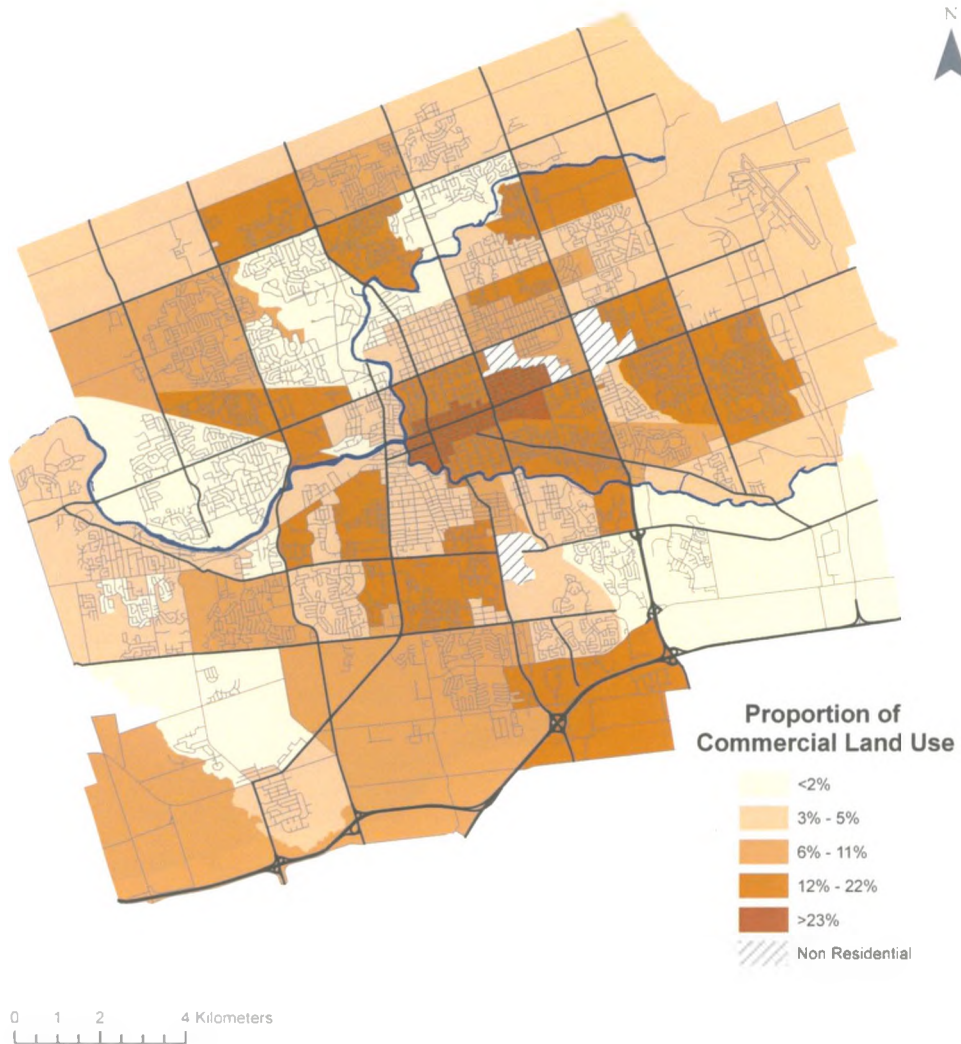 N
Proportion of
Commercial Land Use
<2%
3% - 5%
6% - 11%
12% - 22%
>23%
Non Residential
0 1 2 4 Kilometers